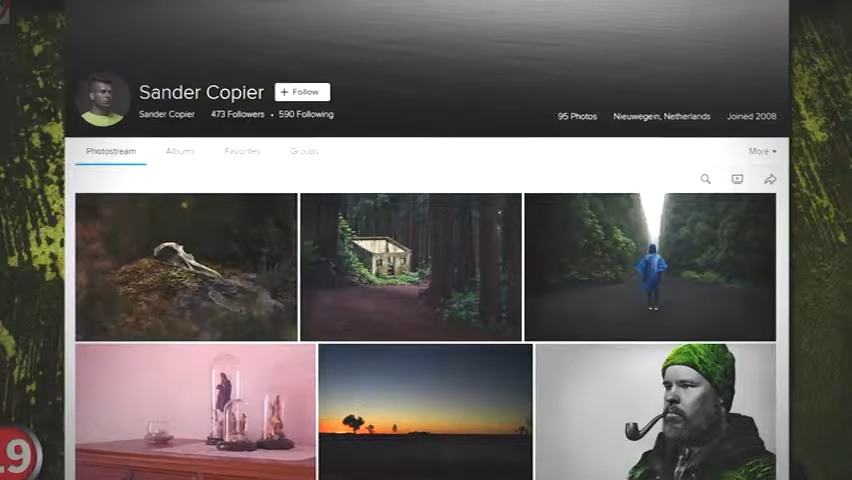 Sander Copier
+ Follow
Sander Copier 473 Followers • 590 Following
95 Photos Nieuwegein, Netherlands Joined 2008
Photostream Albums Favorites Groups
More
.9